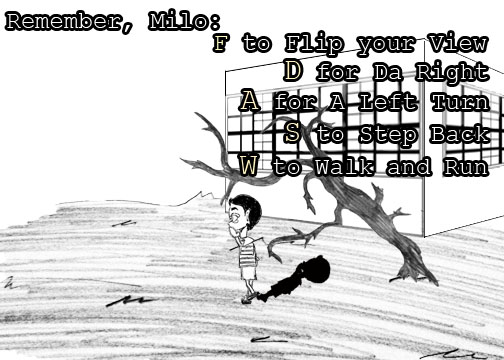 Remember, Milo:
F to Flip your View
D for Da Right
A for A Left Turn
S to Step Back
W to Walk and Run